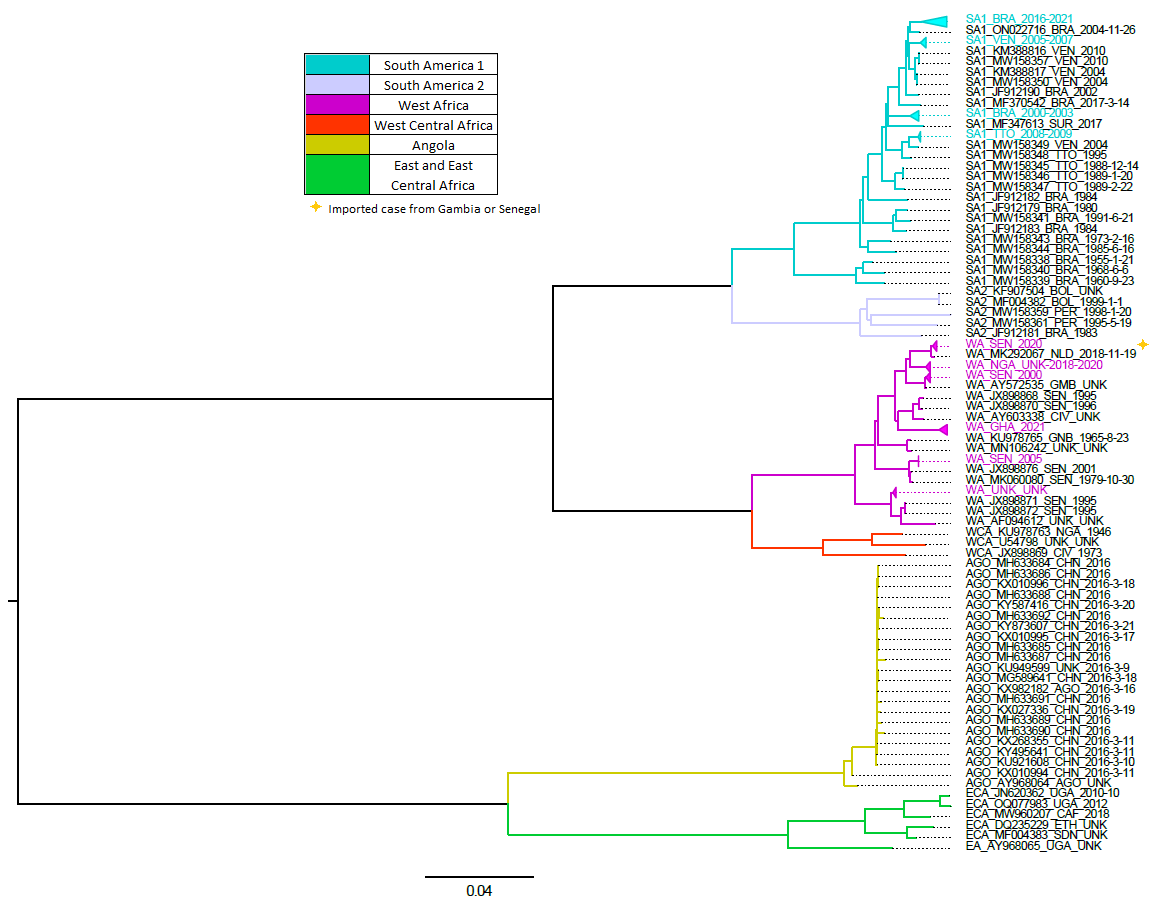 South America 1
South America 2
West Africa
West Central Africa
Angola
East and East
Central Africa
Imported case from Gambia or Senegal
SA1_BRA_2016-2021
SA1_ON022716_BRA_2004-11-26
SA1_VEN_2005-2007
SA1_KM388816_VEN_2010
SA1_MW158357_VEN_2010
SA1_KM388817_VEN_2004
SA1_MW158350_VEN_2004
SA1_JF912190_BRA_2002
SA1_MF370542_BRA_2017-3-14
SA1_BRA_2000-2003
SA1_MF347613_SUR_2017
SA1_TTO_2008-2009
SA1_MW158349_VEN_2004
SA1_MW158348_TTO_1995
SA1_MW158345_TTO_1988-12-14
SA1_MW158346_TTO_1989-1-20
SA1_MW158347_TTO_1989-2-22
SA1_JF912182_BRA_1984
SA1_JF912179_BRA_1980
SA1_MW158341_BRA_1991-6-21
SA1_JF912183_BRA_1984
SA1_MW158343_BRA_1973-2-16
SA1_MW158344_BRA_1985-6-16
SA1_MW158338_BRA_1955-1-21
SA1_MW158340_BRA_1968-6-6
SA1_MW158339_BRA_1960-9-23
SA2_KF907504_BOL_UNK
SA2_MF004382_BOL_1999-1-1
SA2_MW158359_PER_1998-1-20
SA2_MW158361_PER_1995-5-19
SA2_JF912181_BRA_1983
WA_SEN_2020
WA_MK292067_NLD_2018-11-19
WA_NGA_UNK-2018-2020
WA_SEN_2000
WA_AY572535_GMB_UNK
WA_JX898868_SEN_1995
WA_JX898870_SEN_1996
WA_AY603338_CIV_UNK
WA_GHA_2021
WA_KU978765_GNB_1965-8-23
WA_MN106242_UNK_UNK
WA_SEN_2005
WA_JX898876_SEN_2001
WA_MK060080_SEN_1979-10-30
WA_UNK_UNK
WA_JX898871_SEN_1995
WA_JX898872_SEN_1995
WA_AF094612_UNK_UNK
WCA_KU978763_NGA_1946
WCA_U54798_UNK_UNK
WCA_JX898869_CIV_1973
AGO_MH633684_CHN_2016
AGO_MH633686_CHN_2016
AGO_KX010996_CHN_2016-3-18
AGO_MH633688_CHN_2016
AGO_KY587416_CHN_2016-3-20
AGO_MH633692_CHN_2016
AGO_KY873607_CHN_2016-3-21
AGO_KX010995_CHN_2016-3-17
AGO_MH633685_CHN_2016
AGO_MH633687_CHN_2016
AGO_KU949599_UNK_2016-3-9
AGO_MG589641_CHN_2016-3-18
AGO_KX982182_AGO_2016-3-16
AGO_MH633691_CHN_2016
AGO_KX027336_CHN_2016-3-19
AGO_MH633689_CHN_2016
AGO_MH633690_CHN_2016
AGO_KX268355_CHN_2016-3-11
AGO_KY495641_CHN_2016-3-11
AGO_KU921608_CHN_2016-3-10
AGO_KX010994_CHN_2016-3-11
AGO_AY968064_AGO_UNK
ECA_JN620362_UGA_2010-10
ECA_OQ077983_UGA_2012
ECA_MW960207_CAF_2018
ECA_DQ235229_ETH_UNK
ECA_MF004383_SDN_UNK
EA_AY968065_UGA_UNK
0.04